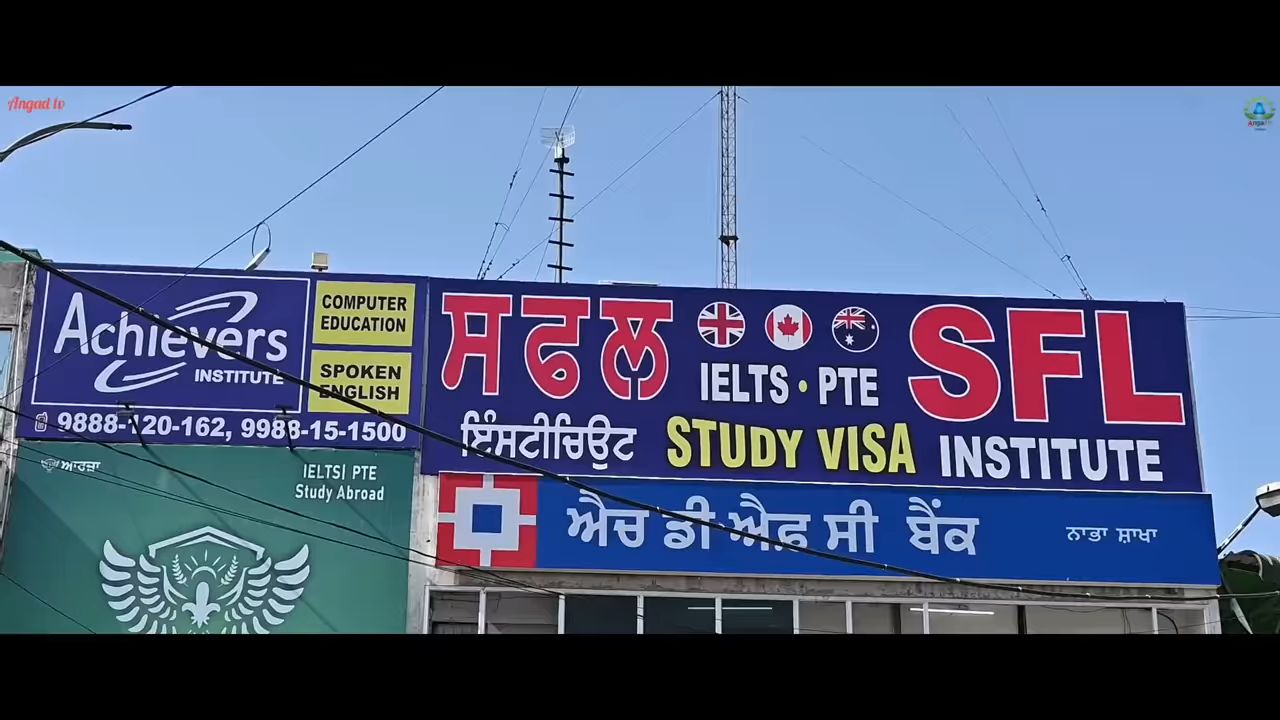 Angad tv
Achievers
INSTITUTE
COMPUTER
EDUCATION
SPOKEN
ENGLISH
9888-120-162, 9988-15-1500
ਸਫਲ
ਇੰਸਟੀਚਿਊਟ
IELTS • PTE
STUDY VISA
SFL
INSTITUTE
ਆਰਜ਼ਾ
IELTSI PTE
Study Abroad
ਐਚ ਡੀ ਐਫ਼ ਸੀ ਬੈਂਕ
ਨਾਭਾ ਸ਼ਾਖਾ